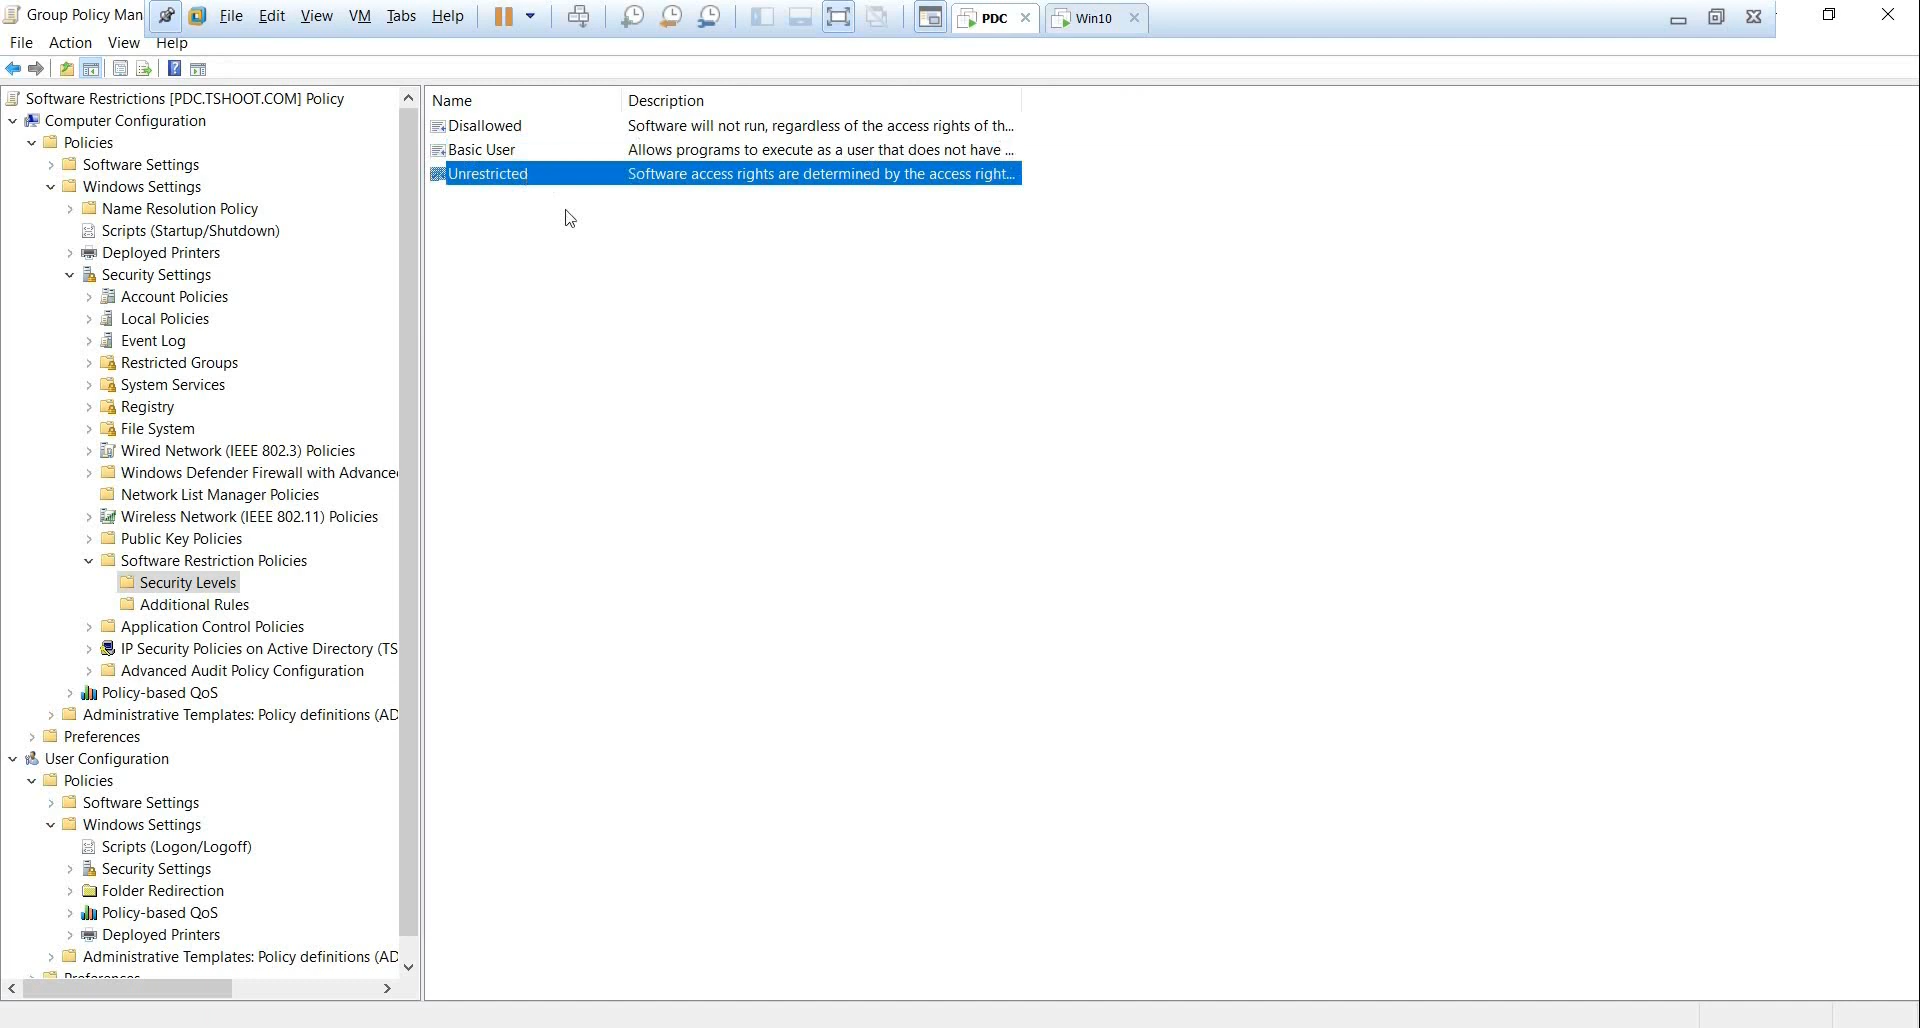 Group Policy Man
File Edit View VM Tabs Help
PDC
Win10
File Action View Help
Software Restrictions [PDC.TSHOOT.COM] Policy
Computer Configuration
Policies
Software Settings
Windows Settings
Name Resolution Policy
Scripts (Startup/Shutdown)
Deployed Printers
Security Settings
Account Policies
Local Policies
Event Log
Restricted Groups
System Services
Registry
File System
Wired Network (IEEE 802.3) Policies
Windows Defender Firewall with Advance
Network List Manager Policies
Wireless Network (IEEE 802.11) Policies
Public Key Policies
Software Restriction Policies
Security Levels
Additional Rules
Application Control Policies
IP Security Policies on Active Directory (TS
Advanced Audit Policy Configuration
Policy-based QoS
Administrative Templates: Policy definitions (AD
Preferences
User Configuration
Policies
Software Settings
Windows Settings
Scripts (Logon/Logoff)
Security Settings
Folder Redirection
Policy-based QoS
Deployed Printers
Administrative Templates: Policy definitions (AD
Preferences
Name Description
Disallowed Software will not run, regardless of the access rights of th...
Basic User Allows programs to execute as a user that does not have ...
Unrestricted Software access rights are determined by the access right...